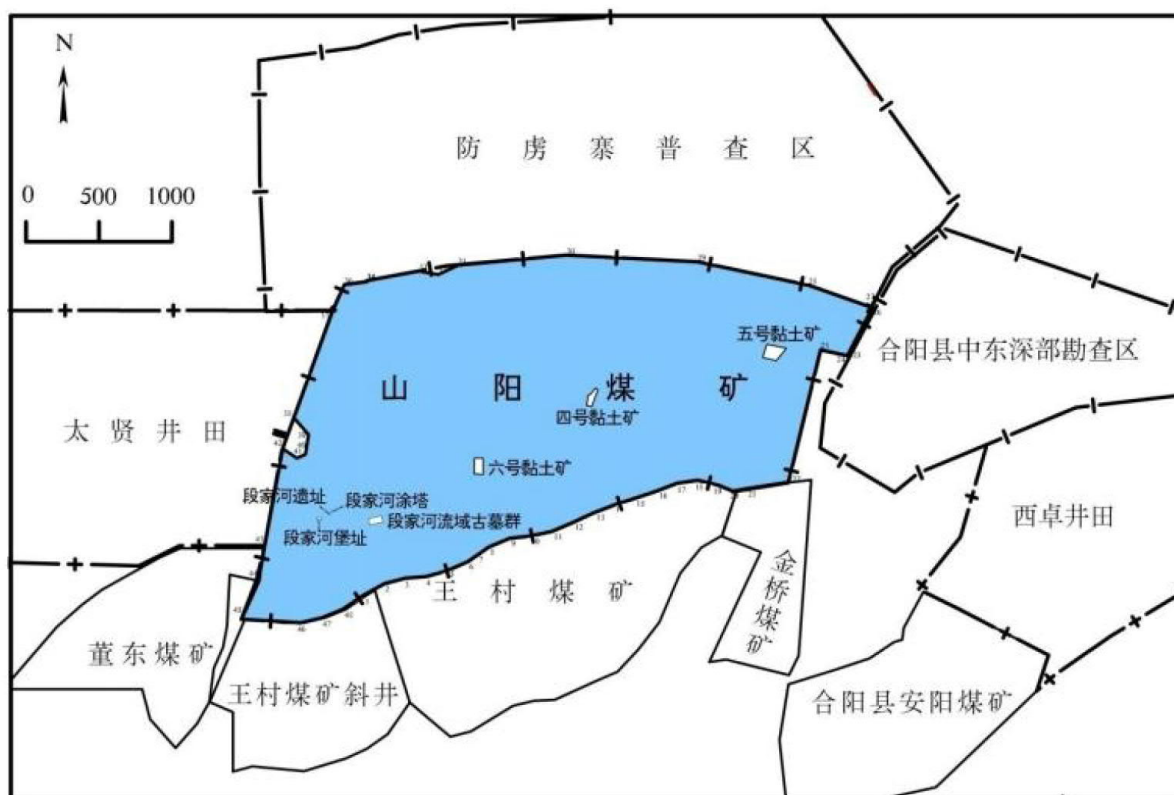 N
0 500 1000
防虏寨普查区
五号黏土矿
合阳县中东深部勘查区
山阳煤矿
四号黏土矿
太贤井田
六号黏土矿
段家河遗址
段家河涂塔
段家河流域古墓群
段家河堡址
西卓井田
王村煤矿
金桥煤矿
董东煤矿
王村煤矿斜井
合阳县安阳煤矿